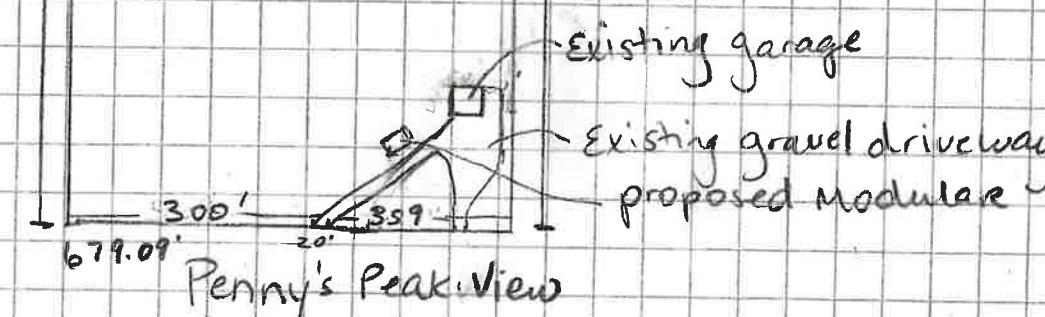 Existing garage
Existing gravel driveway
proposed Modular
300'
359
20'
679.09'
Penny's Peak View